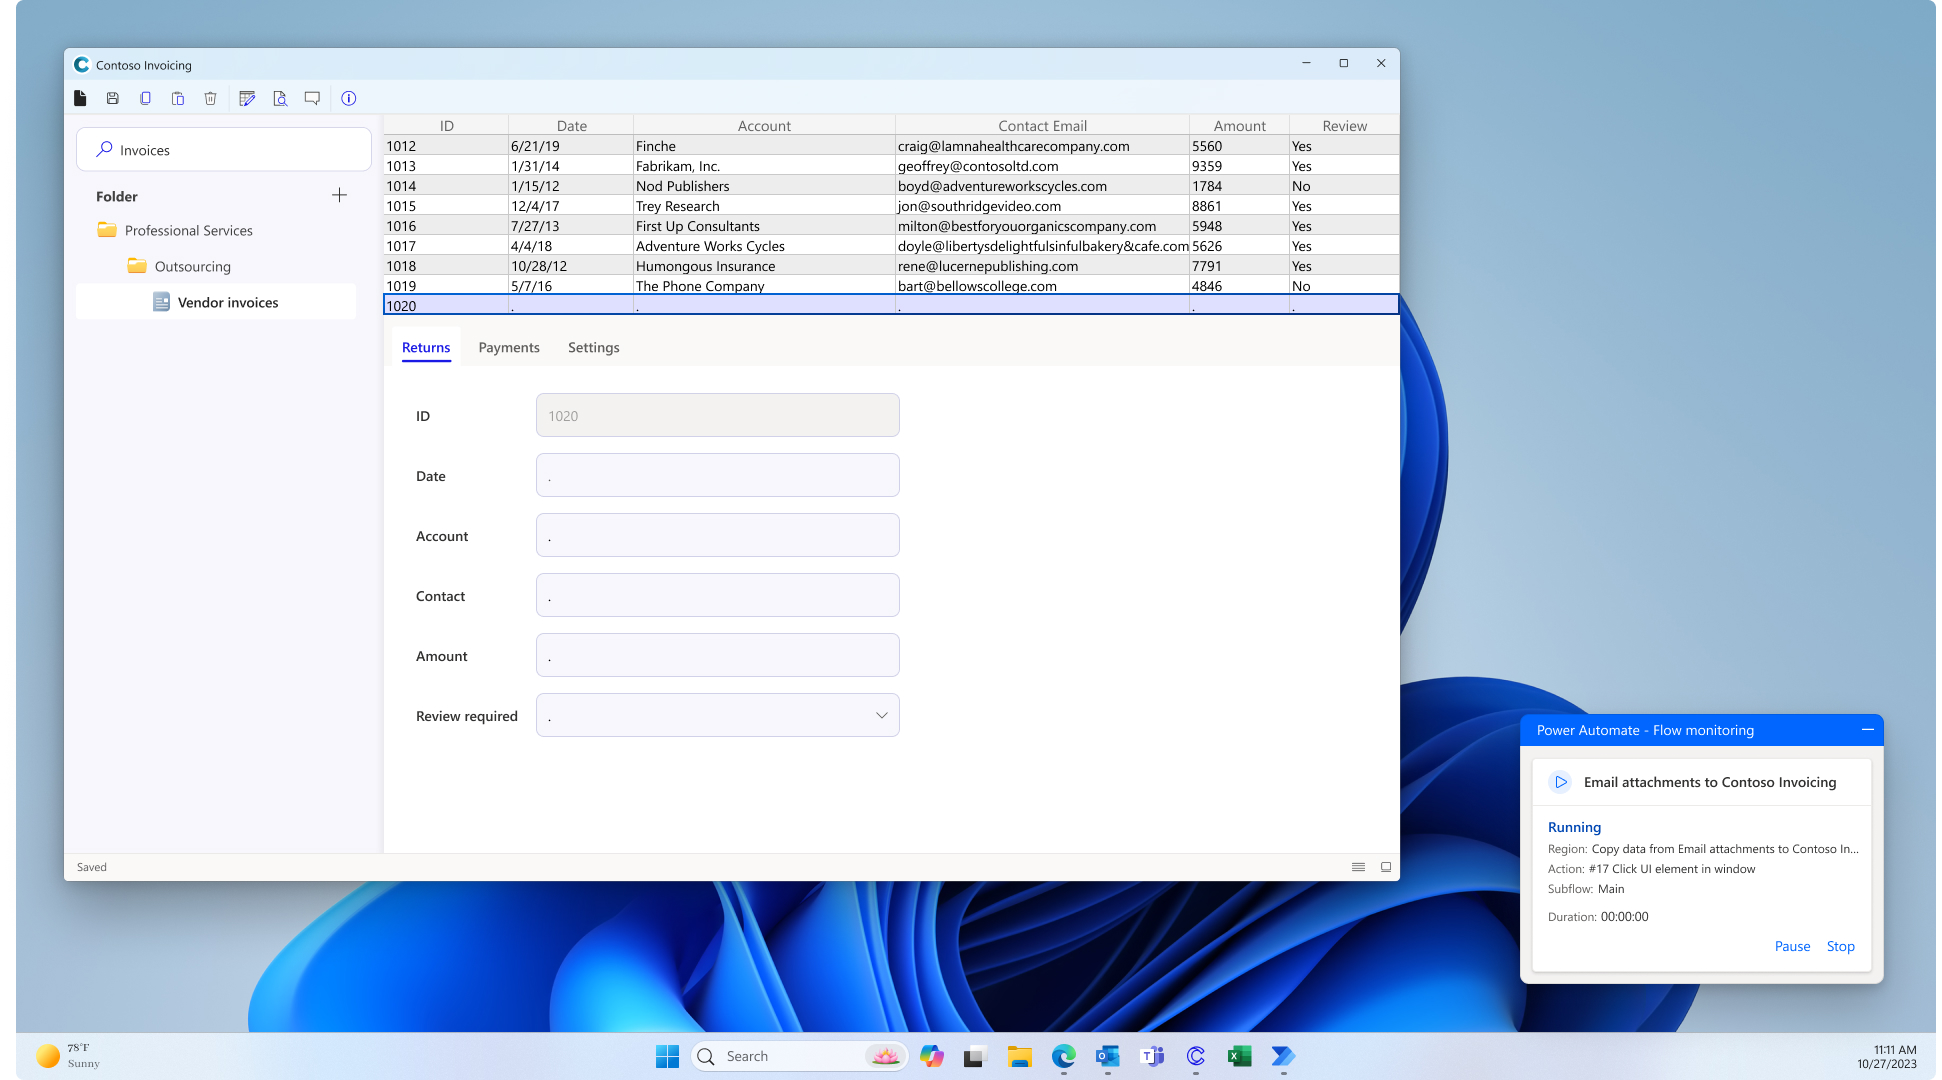 Contoso Invoicing
Invoices
Folder
Professional Services
Outsourcing
Vendor invoices
ID Date Account Contact Email Amount Review
1012 6/21/19 Finche craig@lamnahealthcarecompany.com 5560 Yes
1013 1/31/14 Fabrikam, Inc. geoffrey@contosoltd.com 9359 Yes
1014 1/15/12 Nod Publishers boyd@adventureworkscycles.com 1784 No
1015 12/4/17 Trey Research jon@southridgevideo.com 8861 Yes
1016 7/27/13 First Up Consultants milton@bestforyouorganicscompany.com 5948 Yes
1017 4/4/18 Adventure Works Cycles doyle@libertysdelightfulsinfulbakery&cafe.com 5626 Yes
1018 10/28/12 Humongous Insurance rene@lucernepublishing.com 7791 Yes
1019 5/7/16 The Phone Company bart@bellowscollege.com 4846 No
1020 . . . . .
Returns Payments Settings
ID 1020
Date .
Account .
Contact .
Amount .
Review required .
Saved
Power Automate - Flow monitoring
Email attachments to Contoso Invoicing
Running
Region: Copy data from Email attachments to Contoso In...
Action: #17 Click UI element in window
Subflow: Main
Duration: 00:00:00
Pause Stop
78°F
Sunny
Search
11:11 AM
10/27/2023